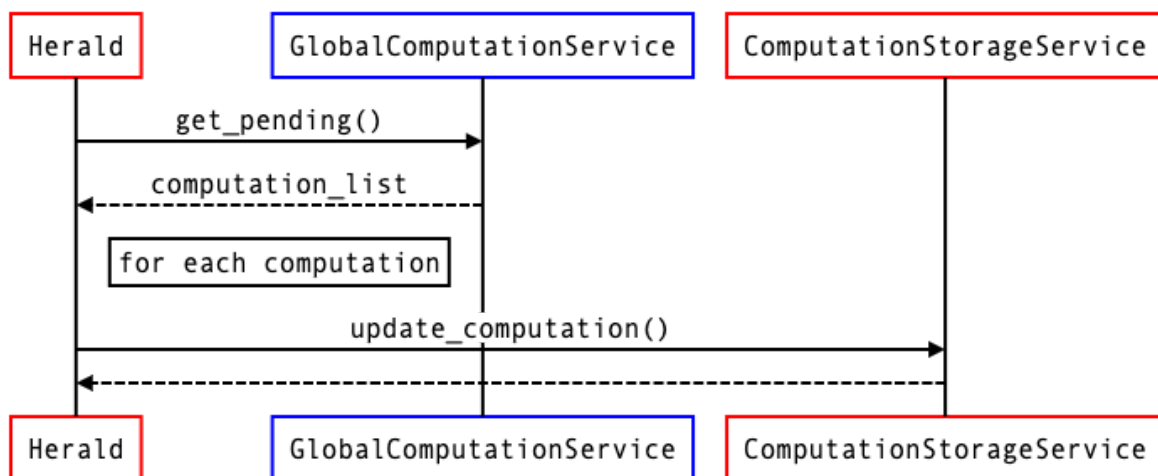 Herald GlobalComputationService ComputationStorageService
get_pending()
computation_list
for each computation
update_computation()
Herald GlobalComputationService ComputationStorageService